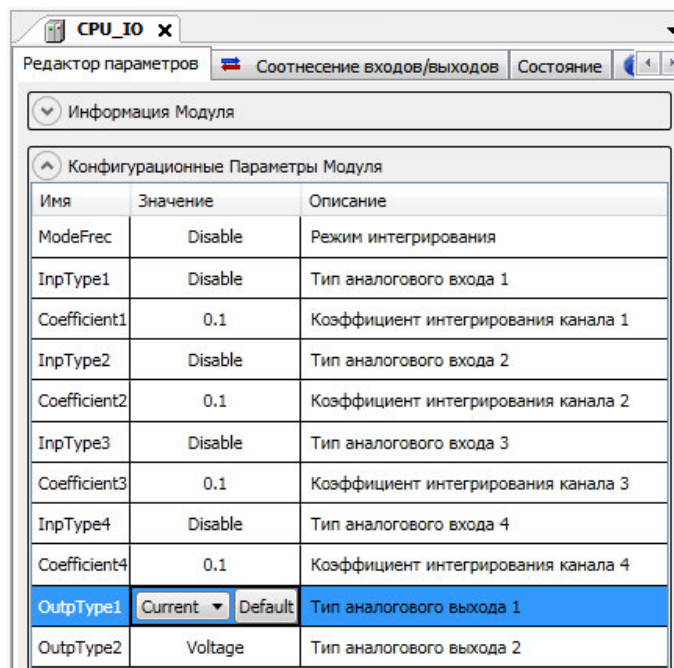 CPU_IO
Редактор параметров Соотнесение входов/выходов Состояние
Информация Модуля
Конфигурационные Параметры Модуля
Имя Значение Описание
ModeFrec Disable Режим интегрирования
InpType1 Disable Тип аналогового входа 1
Coefficient1 0.1 Коэффициент интегрирования канала 1
InpType2 Disable Тип аналогового входа 2
Coefficient2 0.1 Коэффициент интегрирования канала 2
InpType3 Disable Тип аналогового входа 3
Coefficient3 0.1 Коэффициент интегрирования канала 3
InpType4 Disable Тип аналогового входа 4
Coefficient4 0.1 Коэффициент интегрирования канала 4
OutpType1 Current Default Тип аналогового выхода 1
OutpType2 Voltage Тип аналогового выхода 2